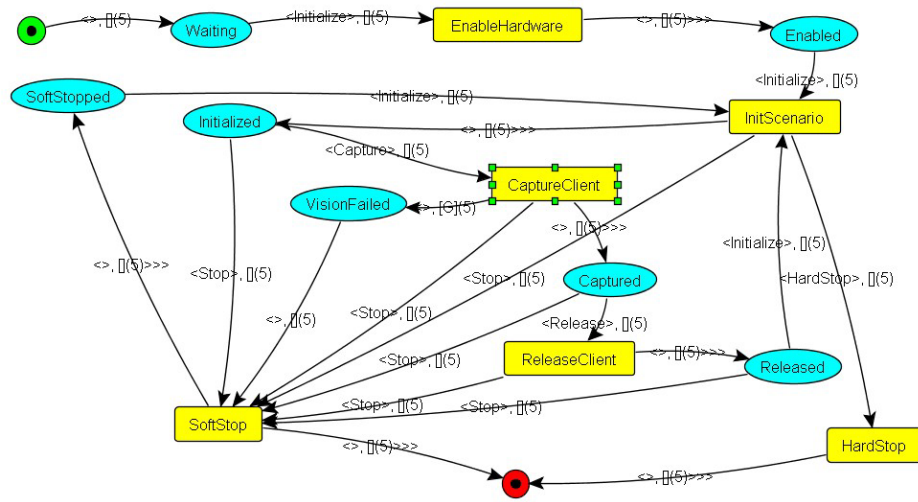 <>, [](5)
Waiting
<Initialize>, [](5)
EnableHardware
<>, [](5)>>>
Enabled
<Initialize>, [](5)
SoftStopped
<Initialize>, [](5)
InitScenario
Initialized
<>, [](5)>>>
<Capture>, [](5)
CaptureClient
VisionFailed
<>, [G](5)
<>, [](5)>>>
<Initialize>, [](5)
<>, [](5)>>>
<Stop>, [](5)
<Stop>, [](5)
Captured
<HardStop>, [](5)
<>, [](5)
<Stop>, [](5)
<Release>, [](5)
<Stop>, [](5)
ReleaseClient
<>, [](5)>>>
Released
<Stop>, [](5)
<Stop>, [](5)
SoftStop
<>, [](5)>>>
HardStop
<>, [](5)>>>